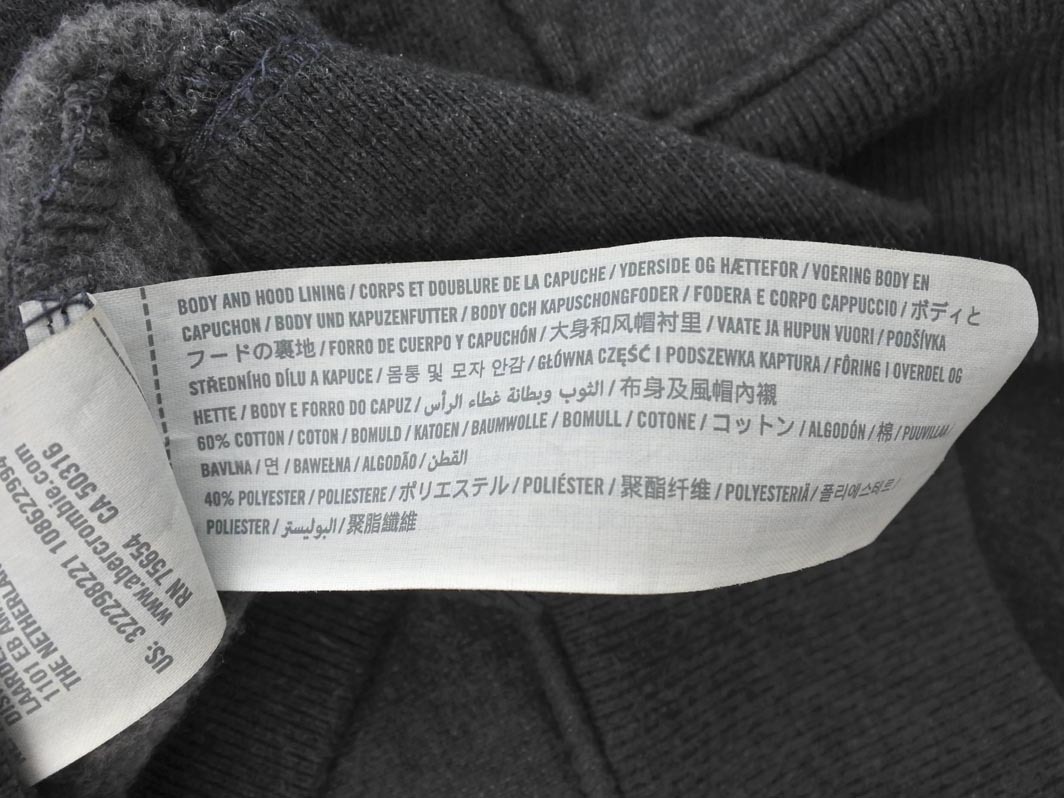 BODY AND HOOD LINING / CORPS ET DOUBLURE DE LA CAPUCHE / YDERSIDE OG HÆTTEFOR / VOERING BODY EN
CAPUCHON / BODY UND KAPUZENFUTTER / BODY OCH KAPUSCHONGFODER / FODERA E CORPO CAPPUCCIO / ボディと
フードの裏地 / FORRO DE CUERPO Y CAPUCHÓN / 大身和风帽衬里 / VAATE JA HUPUN VUORI / PODŠÍVKA
STŘEDNÍHO DÍLU A KAPUCE / 몸통 및 모자 안감 / GŁÓWNA CZĘŚĆ I PODSZEWKA KAPTURA / FÔRING I OVERDEL OG
HETTE / BODY E FORRO DO CAPUZ / الثوب وبطانة غطاء الرأس / 布身及風帽內襯
60% COTTON / COTON / BOMULD / KATOEN / BAUMWOLLE / BOMULL / COTONE / コットン / ALGODÓN / 棉 / PUUVILLAA
BAVLNA / 면 / BAWEŁNA / ALGODÃO / القطن
40% POLYESTER / POLIESTERE / ポリエステル / POLIÉSTER / 聚酯纤维 / POLYESTERIÄ / 폴리에스테르 /
POLIESTER / البوليستر / 聚脂纖維
LAARDE
1101 EB AM
THE NETHERLAN
US: 322298221 1086622994
www.abercrombie.com
RN 75654 CA 50316